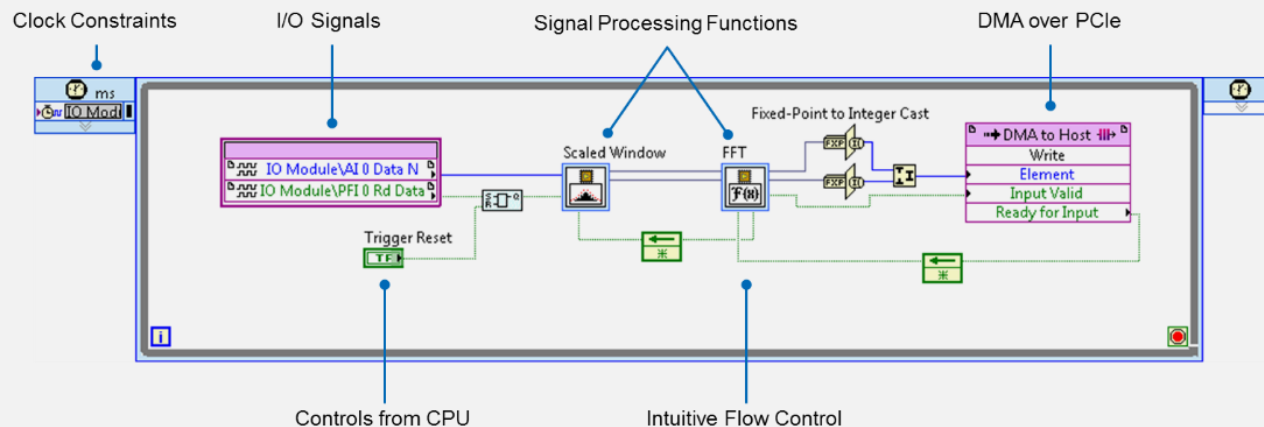 Clock Constraints
I/O Signals
Signal Processing Functions
DMA over PCIe
ms
IO Modu
Fixed-Point to Integer Cast
IO Module\AI 0 Data N
IO Module\PFI 0 Rd Data
Scaled Window
FFT
FXP
FXP
F(x)
DMA to Host
Write
Element
Input Valid
Ready for Input
Trigger Reset
TF
i
Controls from CPU
Intuitive Flow Control